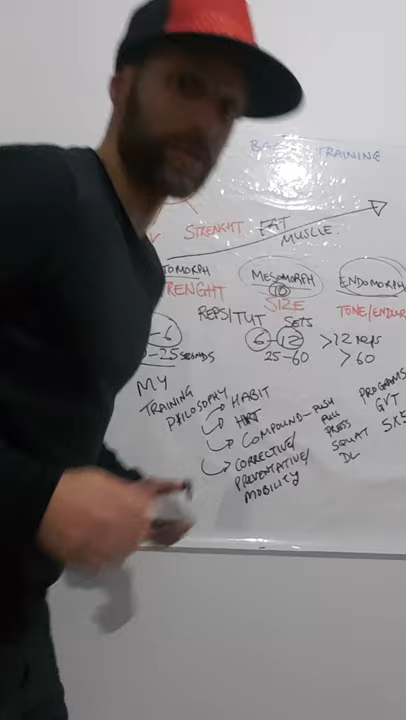 TRAINING
STRENGHT FAT
MUSCLE
TOMORPH MESOMORPH ENDOMORPH
10
RENGHT SIZE TONE/ENDUR
REPS/TUT SETS
-6 6-12 >12 reps
-25 SECONDS 25-60 >60
MY
TRAINING
PHILOSOPHY
HABIT
COMPOUND - PUSH
PULL
PRESS
SQUAT
DL
CORRECTIVE/
PREVENTATIVE/
MOBILITY
PROGRAMS
GVT
5X5